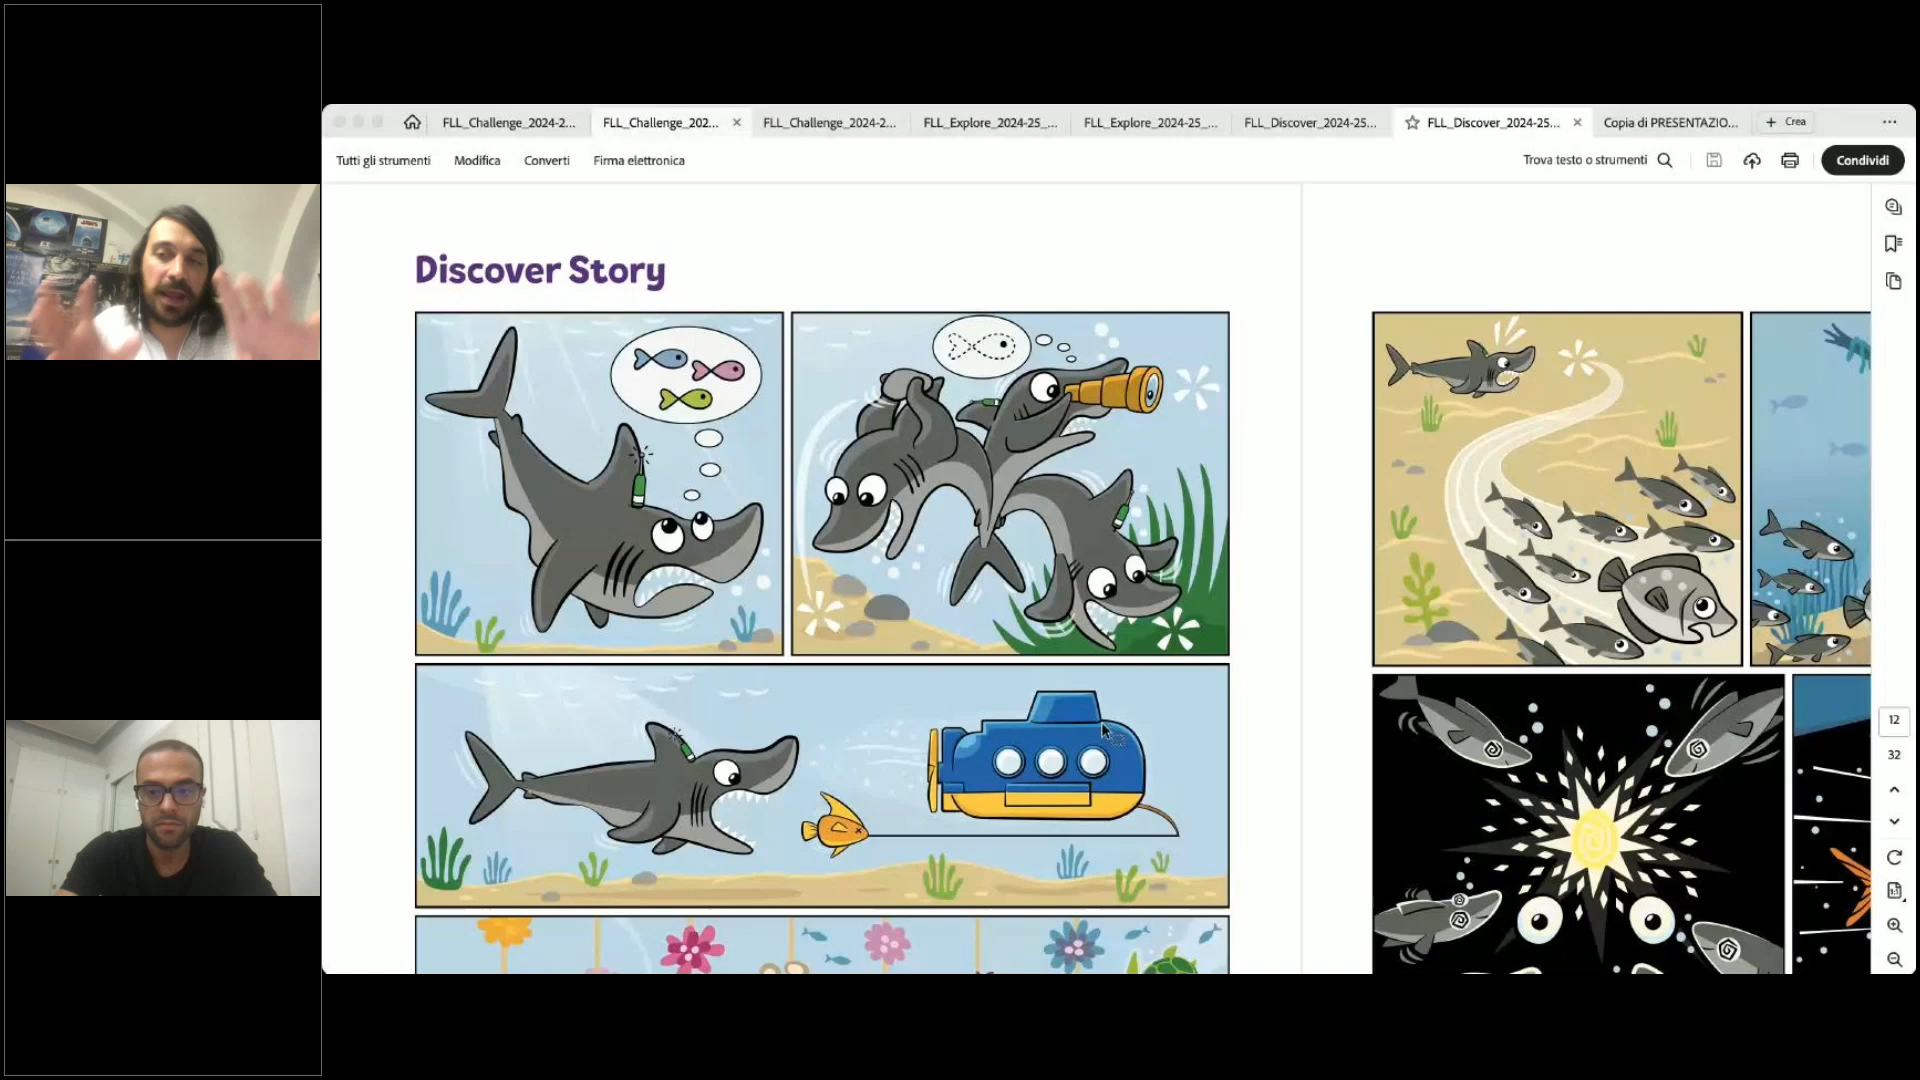 FLL_Challenge_2024-2...
FLL_Challenge_202...
FLL_Challenge_2024-2...
FLL_Explore_2024-25_...
FLL_Explore_2024-25_...
FLL_Discover_2024-25...
FLL_Discover_2024-25...
Copia di PRESENTAZIO...
Crea
Tutti gli strumenti
Modifica
Converti
Firma elettronica
Trova testo o strumenti
Condividi
Discover Story
12
32